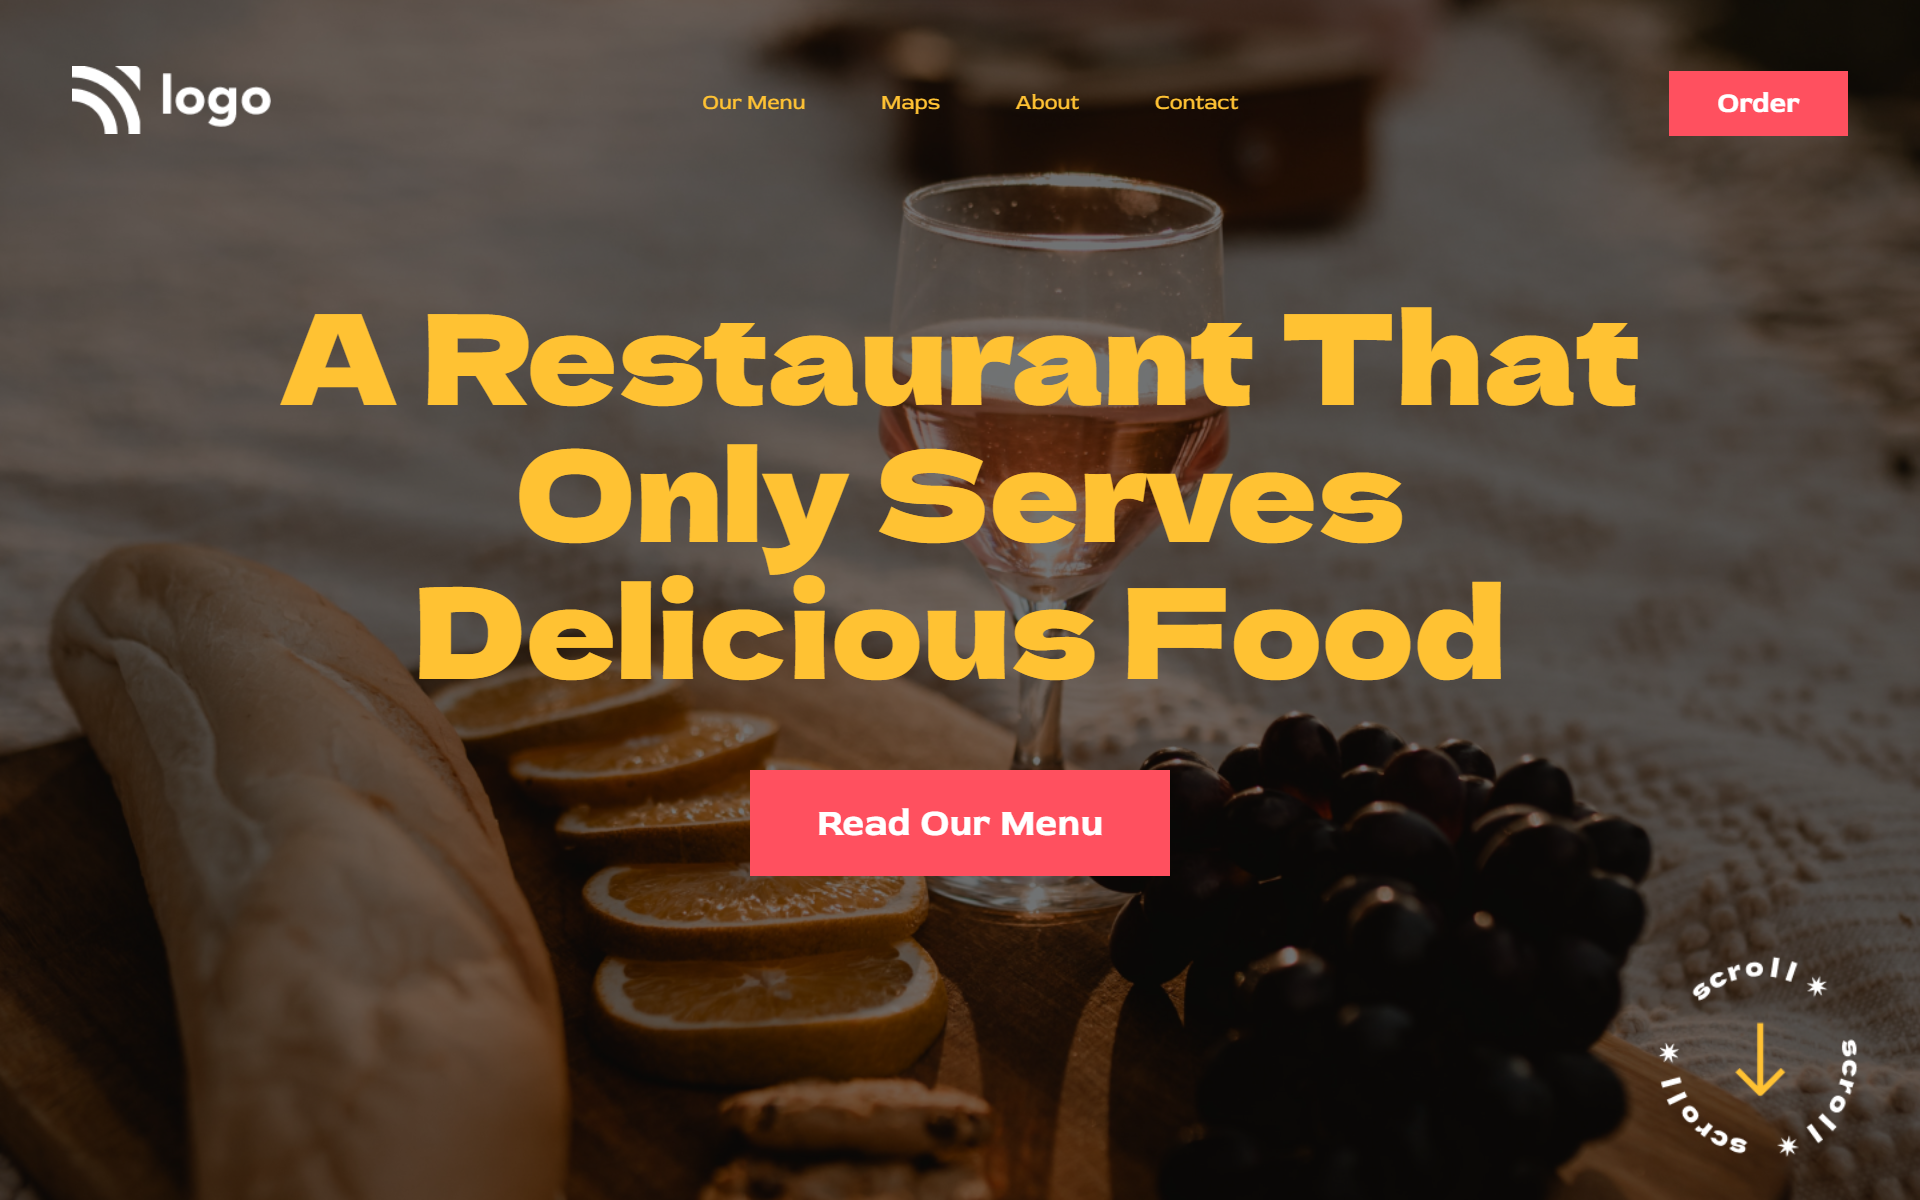 logo
Our Menu
Maps
About
Contact
Order
A Restaurant That
Only Serves
Delicious Food
Read Our Menu
scroll
scroll
scroll